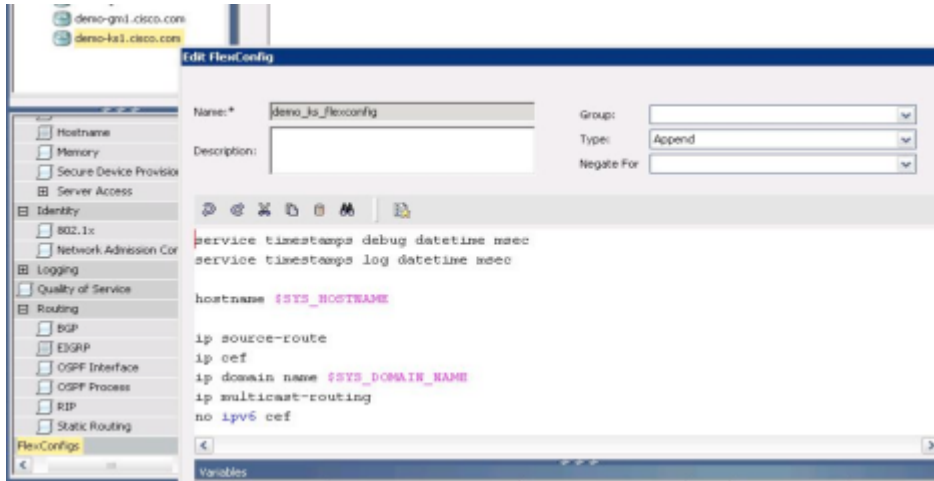 demo-gm1.cisco.com
demo-ks1.cisco.com
Edit FlexConfig
Name:*
demo_ks_flexconfig
Group:
Type:
Append
Description:
Negate For
Hostname
Memory
Secure Device Provision
Server Access
Identity
802.1x
Network Admission Cor
Logging
Quality of Service
Routing
BGP
EIGRP
OSPF Interface
OSPF Process
RIP
Static Routing
FlexConfigs
service timestamps debug datetime msec
service timestamps log datetime msec
hostname $SYS_HOSTNAME
ip source-route
ip cef
ip domain name $SYS_DOMAIN_NAME
ip multicast-routing
no ipv6 cef
Variables